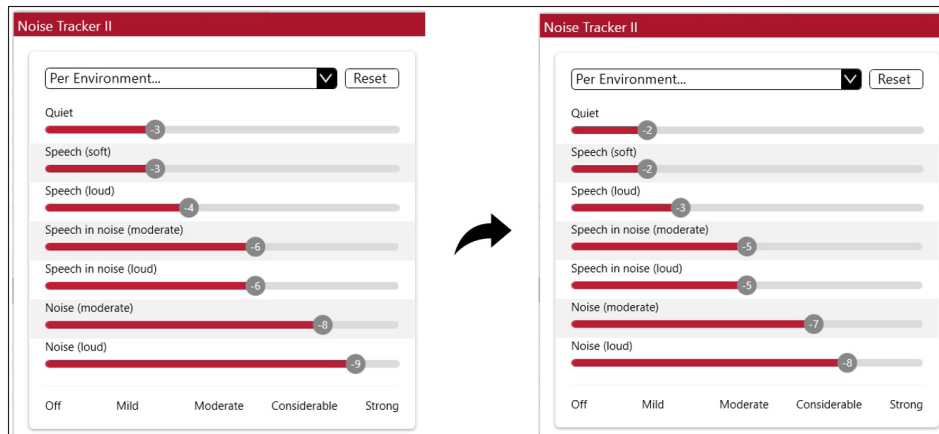 Noise Tracker II
Per Environment...
Reset
Quiet
-3
Speech (soft)
-3
Speech (loud)
-4
Speech in noise (moderate)
-6
Speech in noise (loud)
-6
Noise (moderate)
-8
Noise (loud)
-9
Off Mild Moderate Considerable Strong
Noise Tracker II
Per Environment...
Reset
Quiet
-2
Speech (soft)
-2
Speech (loud)
-3
Speech in noise (moderate)
-5
Speech in noise (loud)
-5
Noise (moderate)
-7
Noise (loud)
-8
Off Mild Moderate Considerable Strong